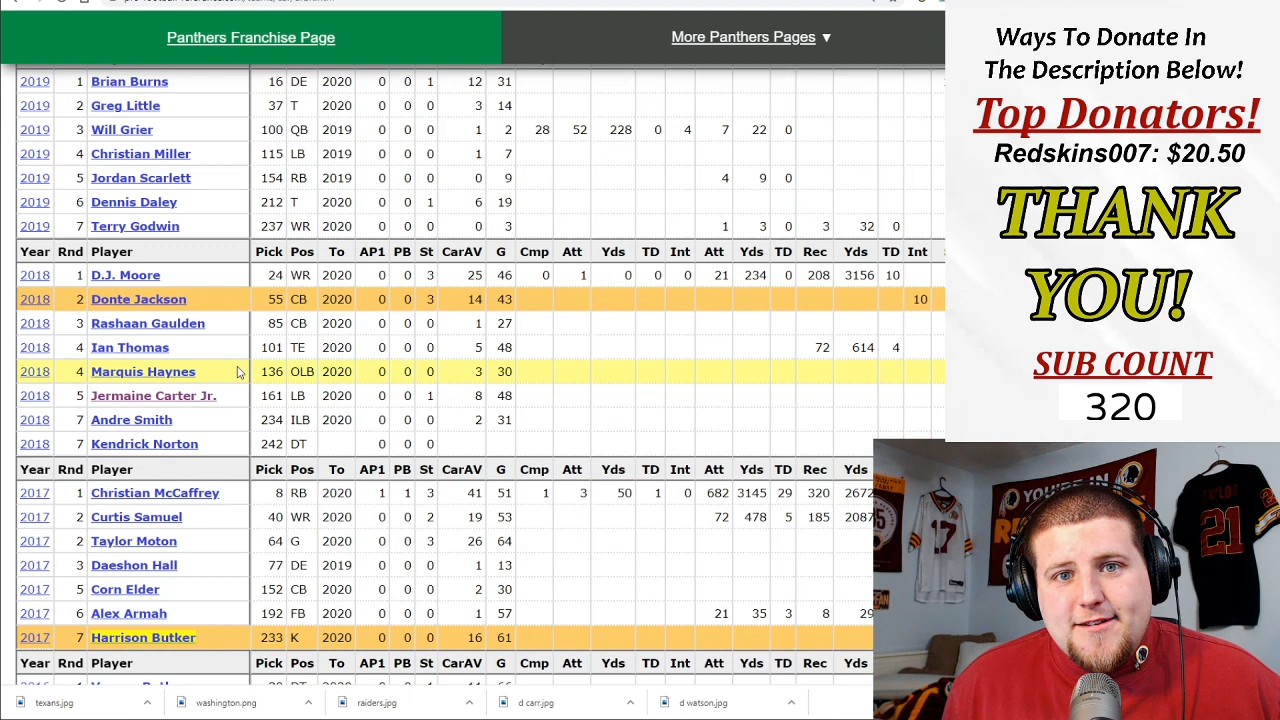 Panthers Franchise Page More Panthers Pages ▼
2019 1 Brian Burns 16 DE 2020 0 0 1 12 31
2019 2 Greg Little 37 T 2020 0 0 0 3 14
2019 3 Will Grier 100 QB 2019 0 0 0 1 2 28 52 228 0 4 7 22 0
2019 4 Christian Miller 115 LB 2019 0 0 0 1 7
2019 5 Jordan Scarlett 154 RB 2019 0 0 0 0 9 4 9 0
2019 6 Dennis Daley 212 T 2020 0 0 1 6 19
2019 7 Terry Godwin 237 WR 2020 0 0 0 0 3 1 3 0 3 32 0
Year Rnd Player Pick Pos To AP1 PB St CarAV G Cmp Att Yds TD Int Att Yds TD Rec Yds TD Int
2018 1 D.J. Moore 24 WR 2020 0 0 3 25 46 0 1 0 0 0 21 234 0 208 3156 10
2018 2 Donte Jackson 55 CB 2020 0 0 3 14 43 10
2018 3 Rashaan Gaulden 85 CB 2020 0 0 0 1 27
2018 4 Ian Thomas 101 TE 2020 0 0 0 5 48 72 614 4
2018 4 Marquis Haynes 136 OLB 2020 0 0 0 3 30
2018 5 Jermaine Carter Jr. 161 LB 2020 0 0 1 8 48
2018 7 Andre Smith 234 ILB 2020 0 0 0 2 31
2018 7 Kendrick Norton 242 DT 0 0 0
Year Rnd Player Pick Pos To AP1 PB St CarAV G Cmp Att Yds TD Int Att Yds TD Rec Yds
2017 1 Christian McCaffrey 8 RB 2020 1 1 3 41 51 1 3 50 1 0 682 3145 29 320 2672
2017 2 Curtis Samuel 40 WR 2020 0 0 2 19 53 72 478 5 185 2087
2017 2 Taylor Moton 64 G 2020 0 0 3 26 64
2017 3 Daeshon Hall 77 DE 2019 0 0 0 1 13
2017 5 Corn Elder 152 CB 2020 0 0 0 2 30
2017 6 Alex Armah 192 FB 2020 0 0 0 1 57 21 35 3 8 29
2017 7 Harrison Butker 233 K 2020 0 0 0 16 61
Year Rnd Player Pick Pos To AP1 PB St CarAV G Cmp Att Yds TD Int Att Yds TD Rec Yds
texans.jpg washington.png raiders.jpg d carr.jpg d watson.jpg
Ways To Donate In
The Description Below!
Top Donators!
Redskins007: $20.50
THANK
YOU!
SUB COUNT
320
17
TAYLOR
21